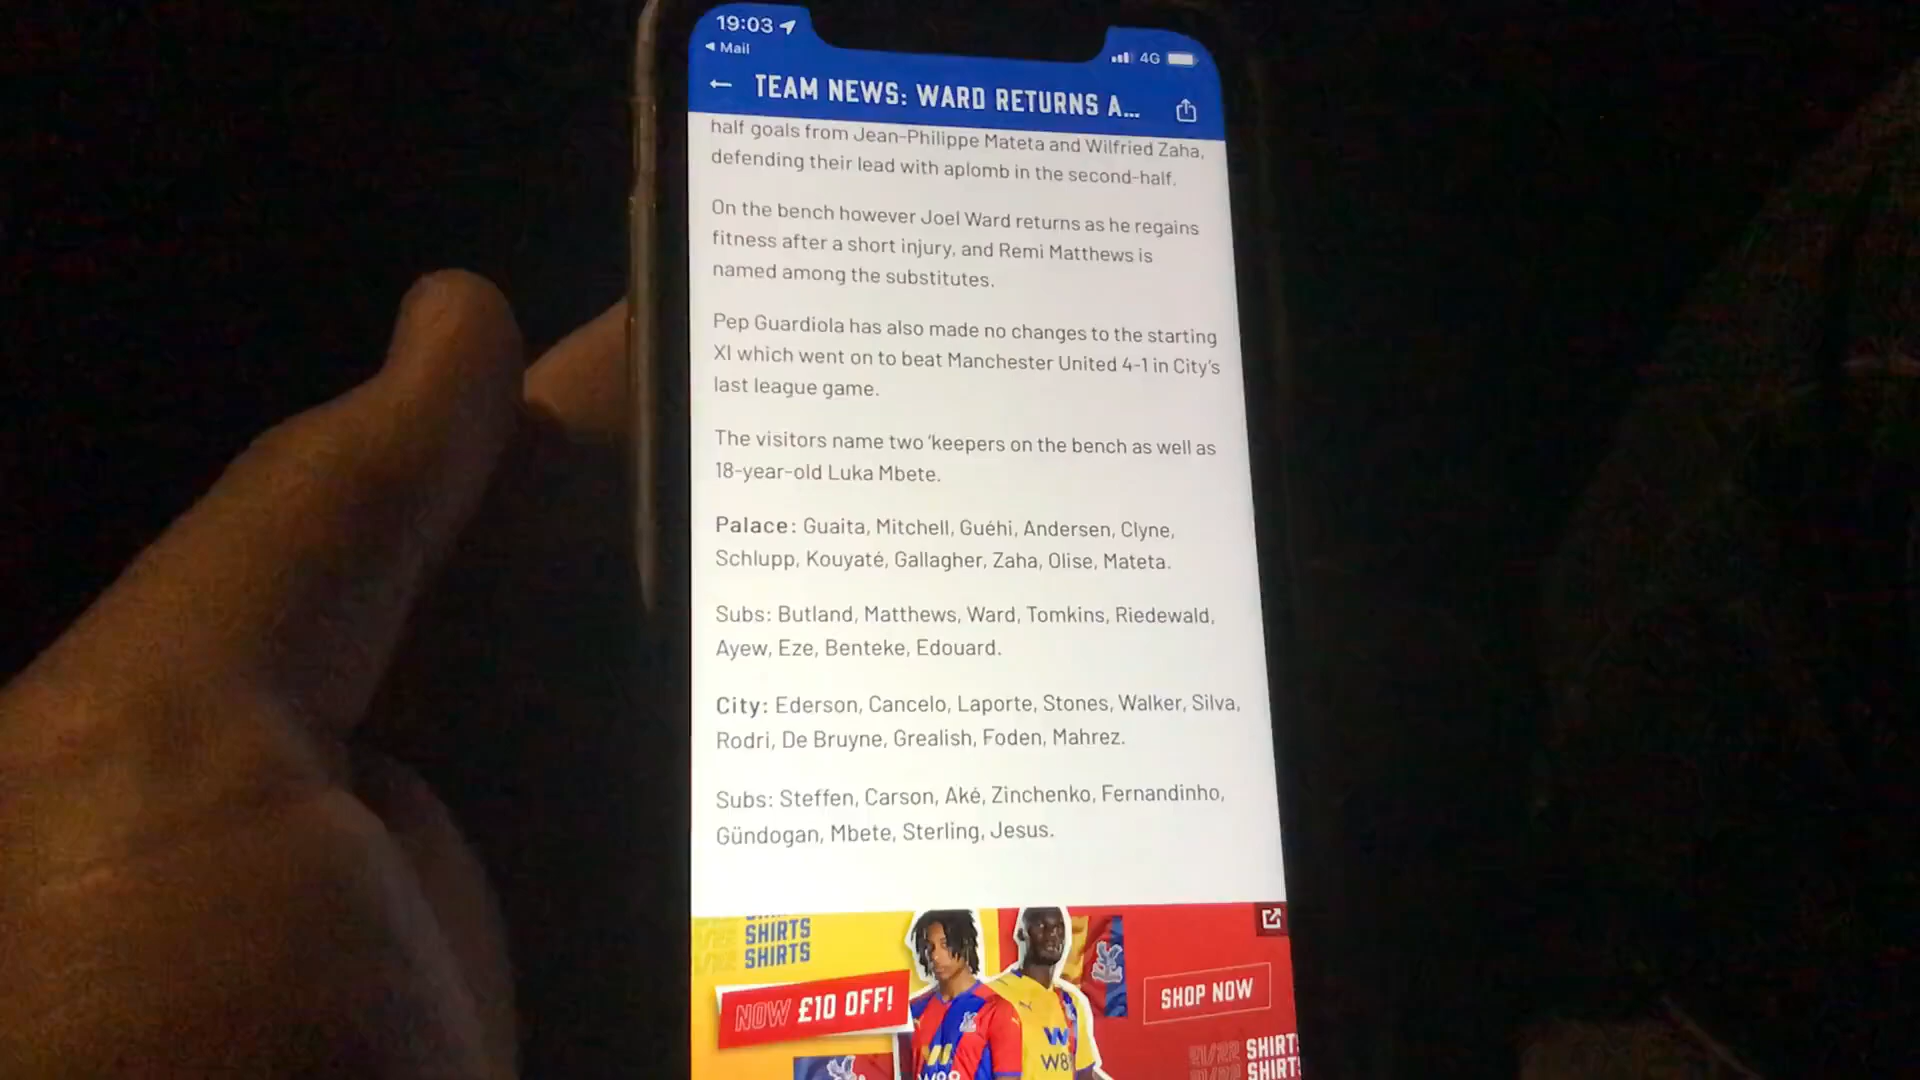 19:03
Mail
4G
TEAM NEWS: WARD RETURNS A...
half goals from Jean-Philippe Mateta and Wilfried Zaha,
defending their lead with aplomb in the second-half.
On the bench however Joel Ward returns as he regains
fitness after a short injury, and Remi Matthews is
named among the substitutes.
Pep Guardiola has also made no changes to the starting
XI which went on to beat Manchester United 4-1 in City's
last league game.
The visitors name two 'keepers on the bench as well as
18-year-old Luka Mbete.
Palace: Guaita, Mitchell, Guéhi, Andersen, Clyne,
Schlupp, Kouyaté, Gallagher, Zaha, Olise, Mateta.
Subs: Butland, Matthews, Ward, Tomkins, Riedewald,
Ayew, Eze, Benteke, Edouard.
City: Ederson, Cancelo, Laporte, Stones, Walker, Silva,
Rodri, De Bruyne, Grealish, Foden, Mahrez.
Subs: Steffen, Carson, Aké, Zinchenko, Fernandinho,
Gündogan, Mbete, Sterling, Jesus.
SHIRTS
SHIRTS
NOW £10 OFF!
SHOP NOW
21/22 SHIRT
SHIRT
W88
W8